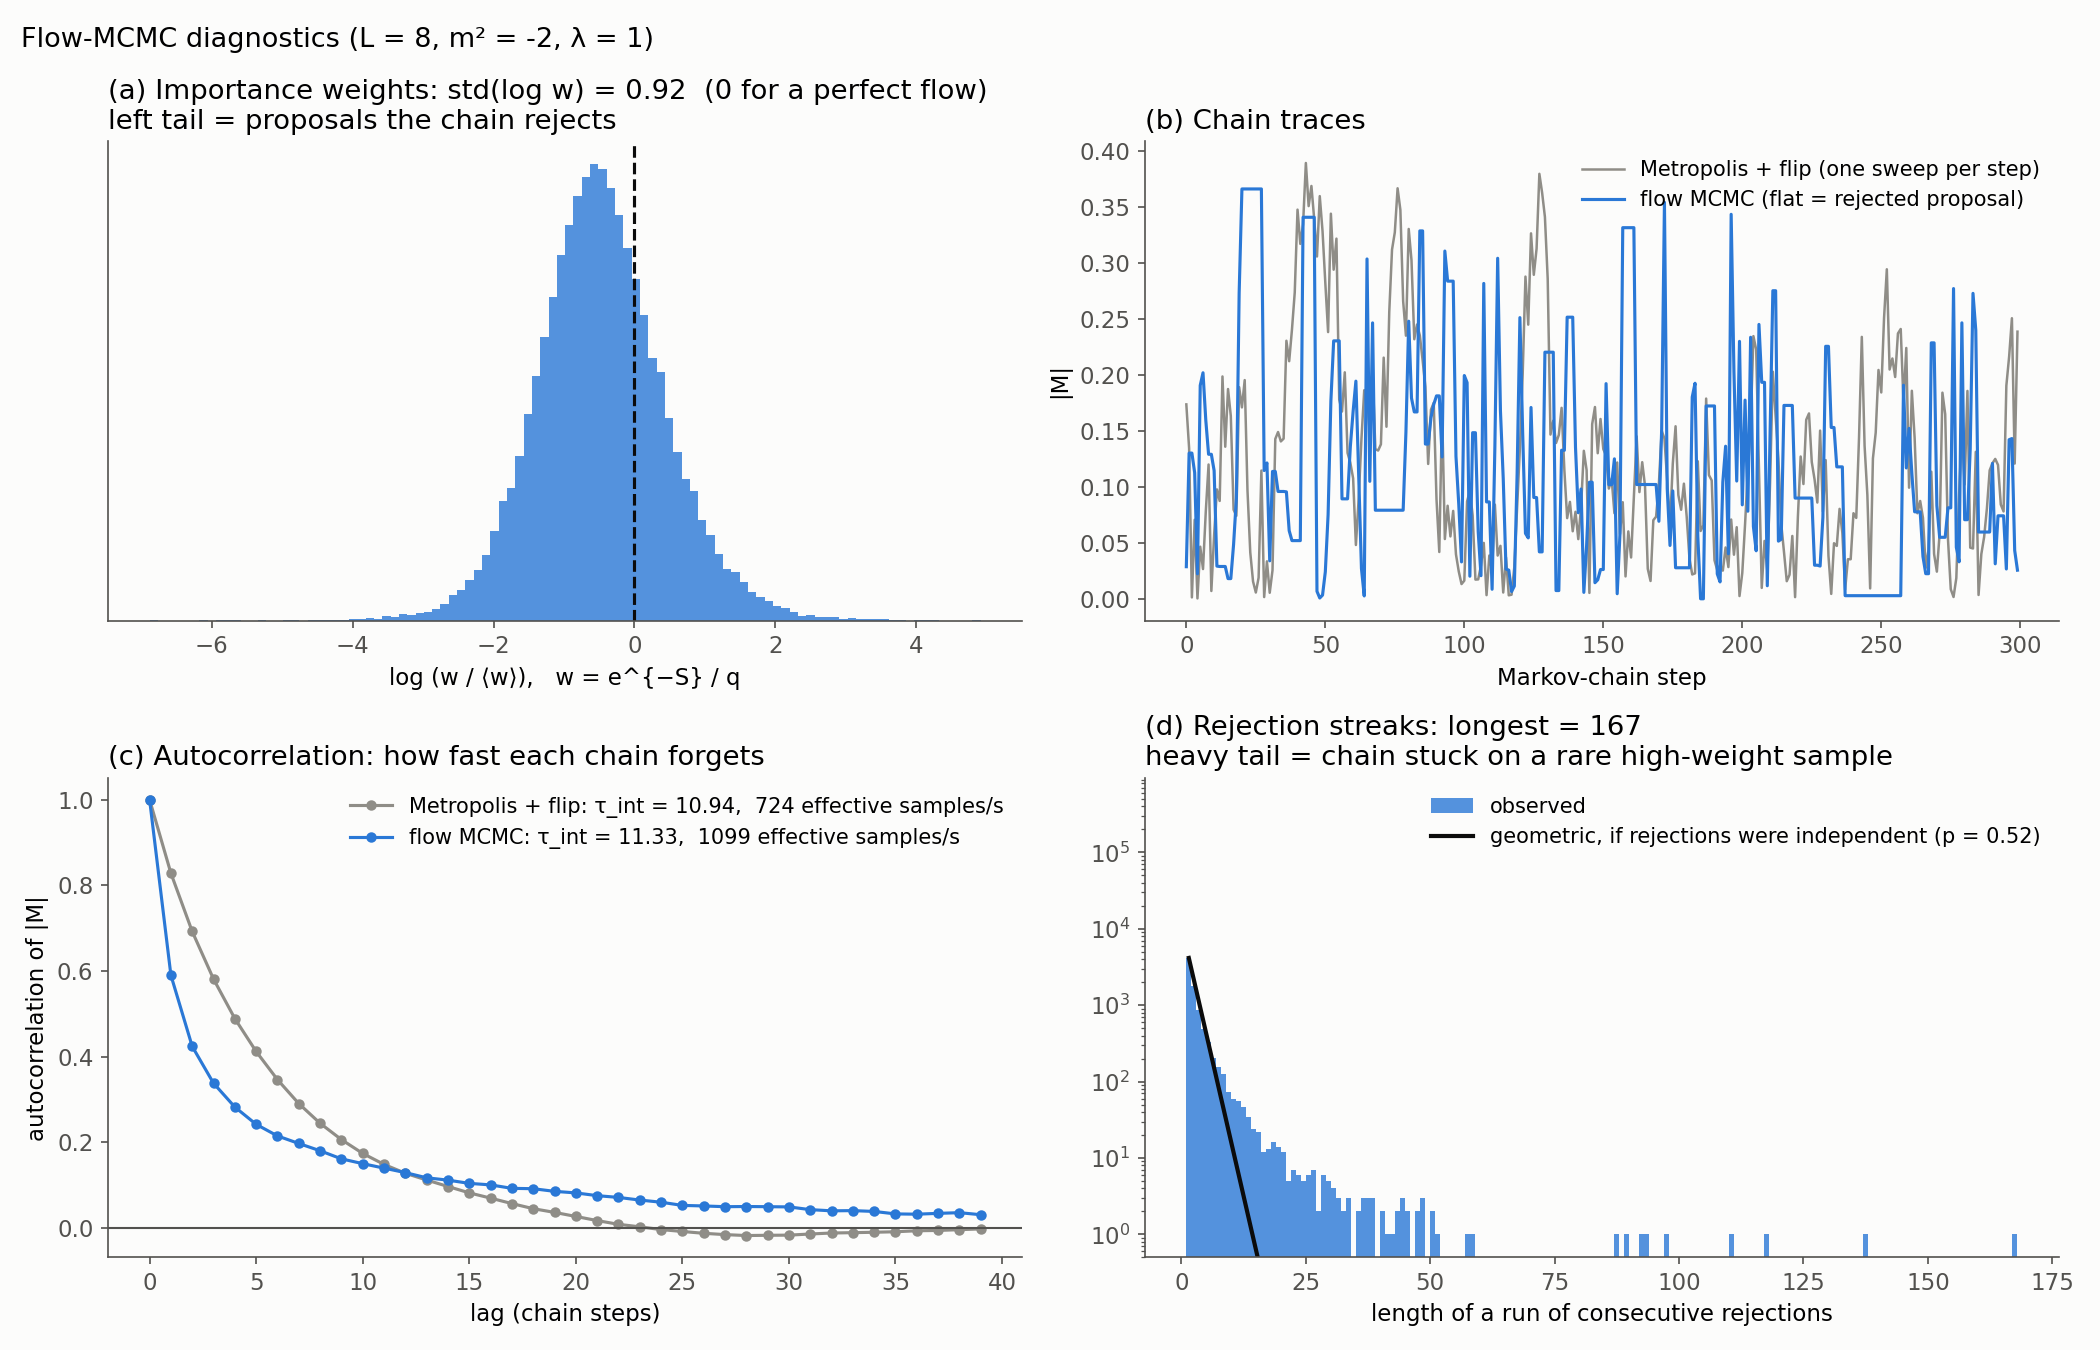 Flow-MCMC diagnostics (L = 8, m² = -2, λ = 1)
(a) Importance weights: std(log w) = 0.92  (0 for a perfect flow)
left tail = proposals the chain rejects
−6 −4 −2 0 2 4
log (w / ⟨w⟩),   w = e^{−S} / q
(b) Chain traces
Metropolis + flip (one sweep per step)
flow MCMC (flat = rejected proposal)
|M|
0.40
0.35
0.30
0.25
0.20
0.15
0.10
0.05
0.00
0 50 100 150 200 250 300
Markov-chain step
(c) Autocorrelation: how fast each chain forgets
Metropolis + flip: τ_int = 10.94,  724 effective samples/s
flow MCMC: τ_int = 11.33,  1099 effective samples/s
autocorrelation of |M|
1.0
0.8
0.6
0.4
0.2
0.0
0 5 10 15 20 25 30 35 40
lag (chain steps)
(d) Rejection streaks: longest = 167
heavy tail = chain stuck on a rare high-weight sample
observed
geometric, if rejections were independent (p = 0.52)
10⁵
10⁴
10³
10²
10¹
10⁰
0 25 50 75 100 125 150 175
length of a run of consecutive rejections